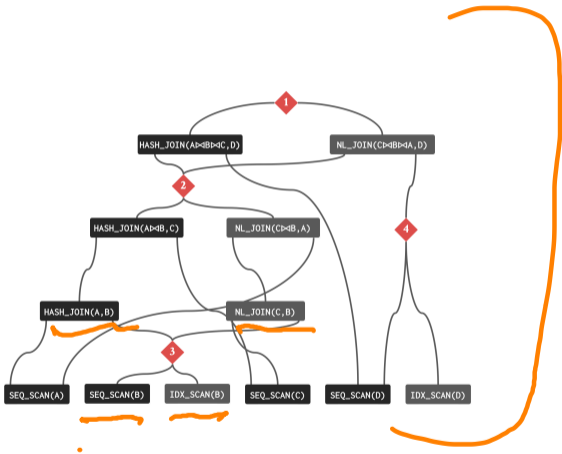 1
HASH_JOIN(A⋈B⋈C,D) NL_JOIN(C⋈B⋈A,D)
2
HASH_JOIN(A⋈B,C) NL_JOIN(C⋈B,A) 4
HASH_JOIN(A,B) NL_JOIN(C,B)
3
SEQ_SCAN(A) SEQ_SCAN(B) IDX_SCAN(B) SEQ_SCAN(C) SEQ_SCAN(D) IDX_SCAN(D)